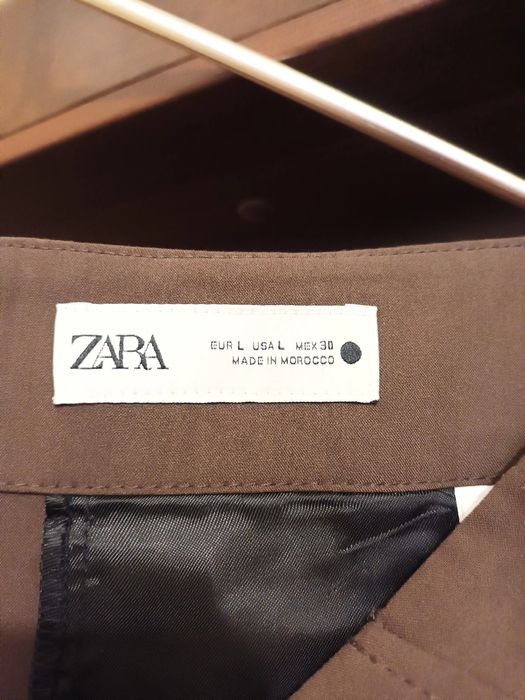 ZARA
EUR L USA L MEX 30
MADE IN MOROCCO